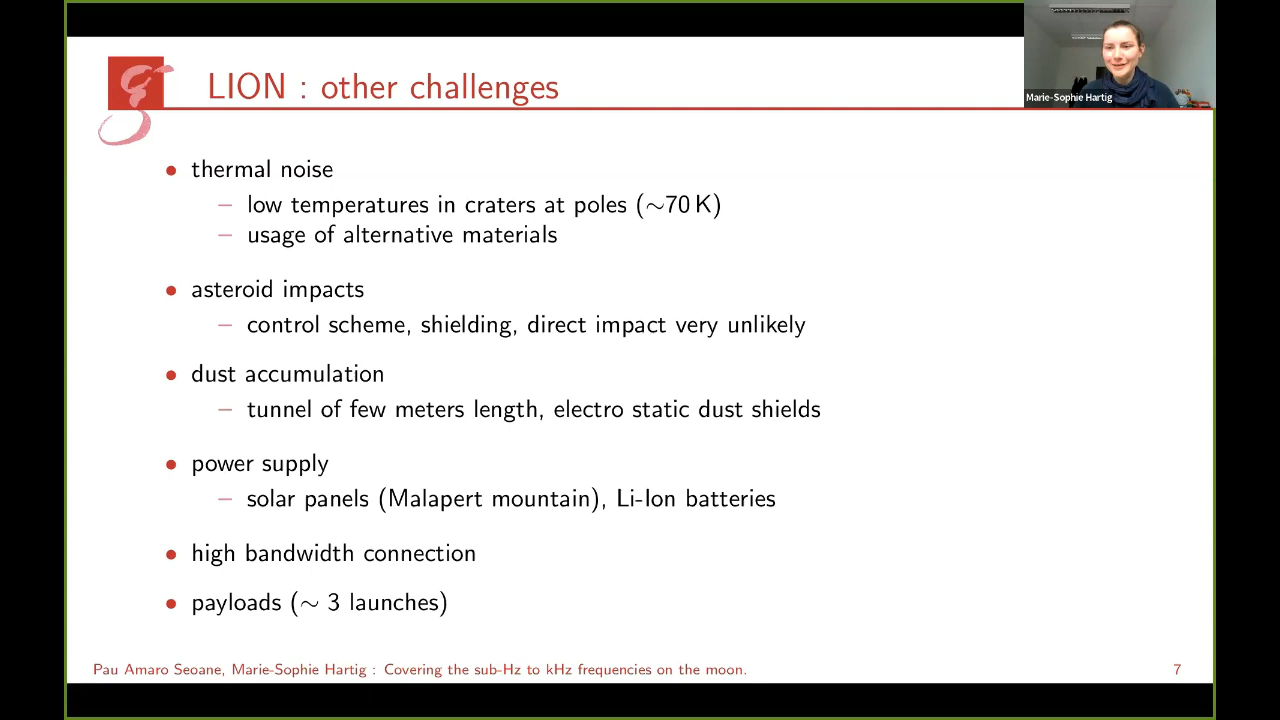 LION : other challenges
Marie-Sophie Hartig
• thermal noise
– low temperatures in craters at poles (∼70 K)
– usage of alternative materials
• asteroid impacts
– control scheme, shielding, direct impact very unlikely
• dust accumulation
– tunnel of few meters length, electro static dust shields
• power supply
– solar panels (Malapert mountain), Li-Ion batteries
• high bandwidth connection
• payloads (∼ 3 launches)
Pau Amaro Seoane, Marie-Sophie Hartig : Covering the sub-Hz to kHz frequencies on the moon.
7